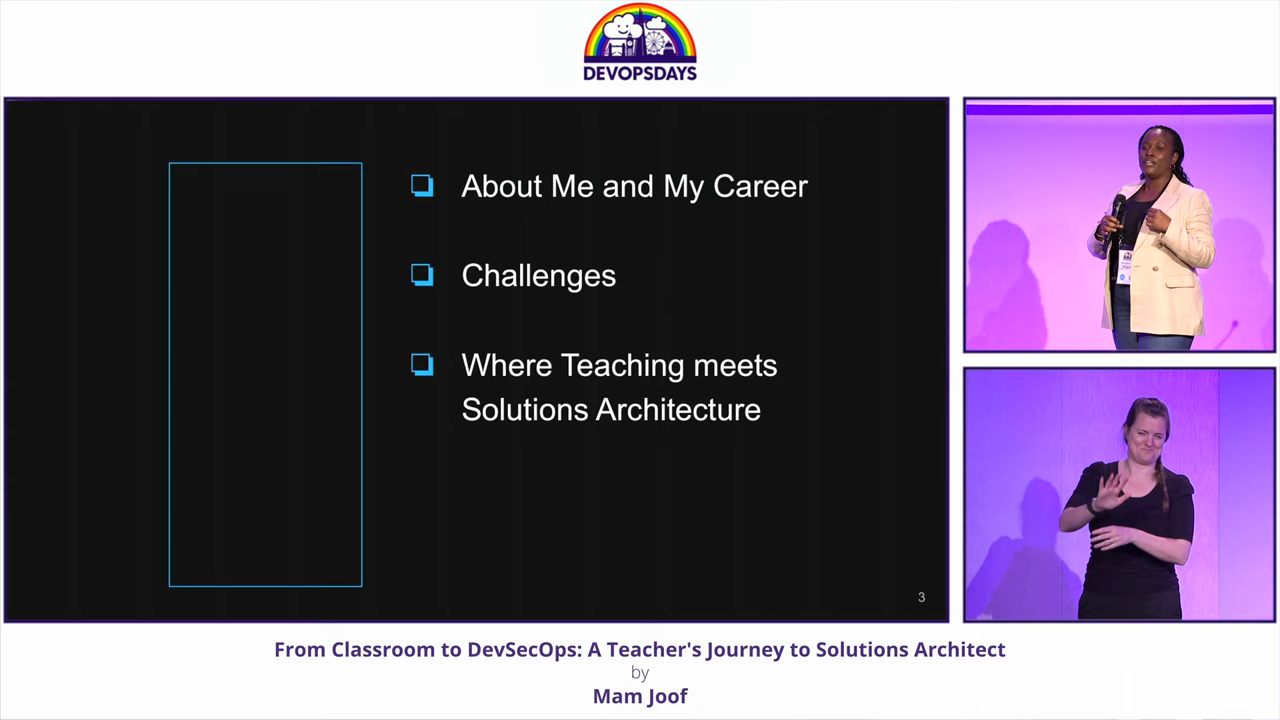 DEVOPSDAYS
About Me and My Career
Challenges
Where Teaching meets
Solutions Architecture
3
From Classroom to DevSecOps: A Teacher's Journey to Solutions Architect
by
Mam Joof